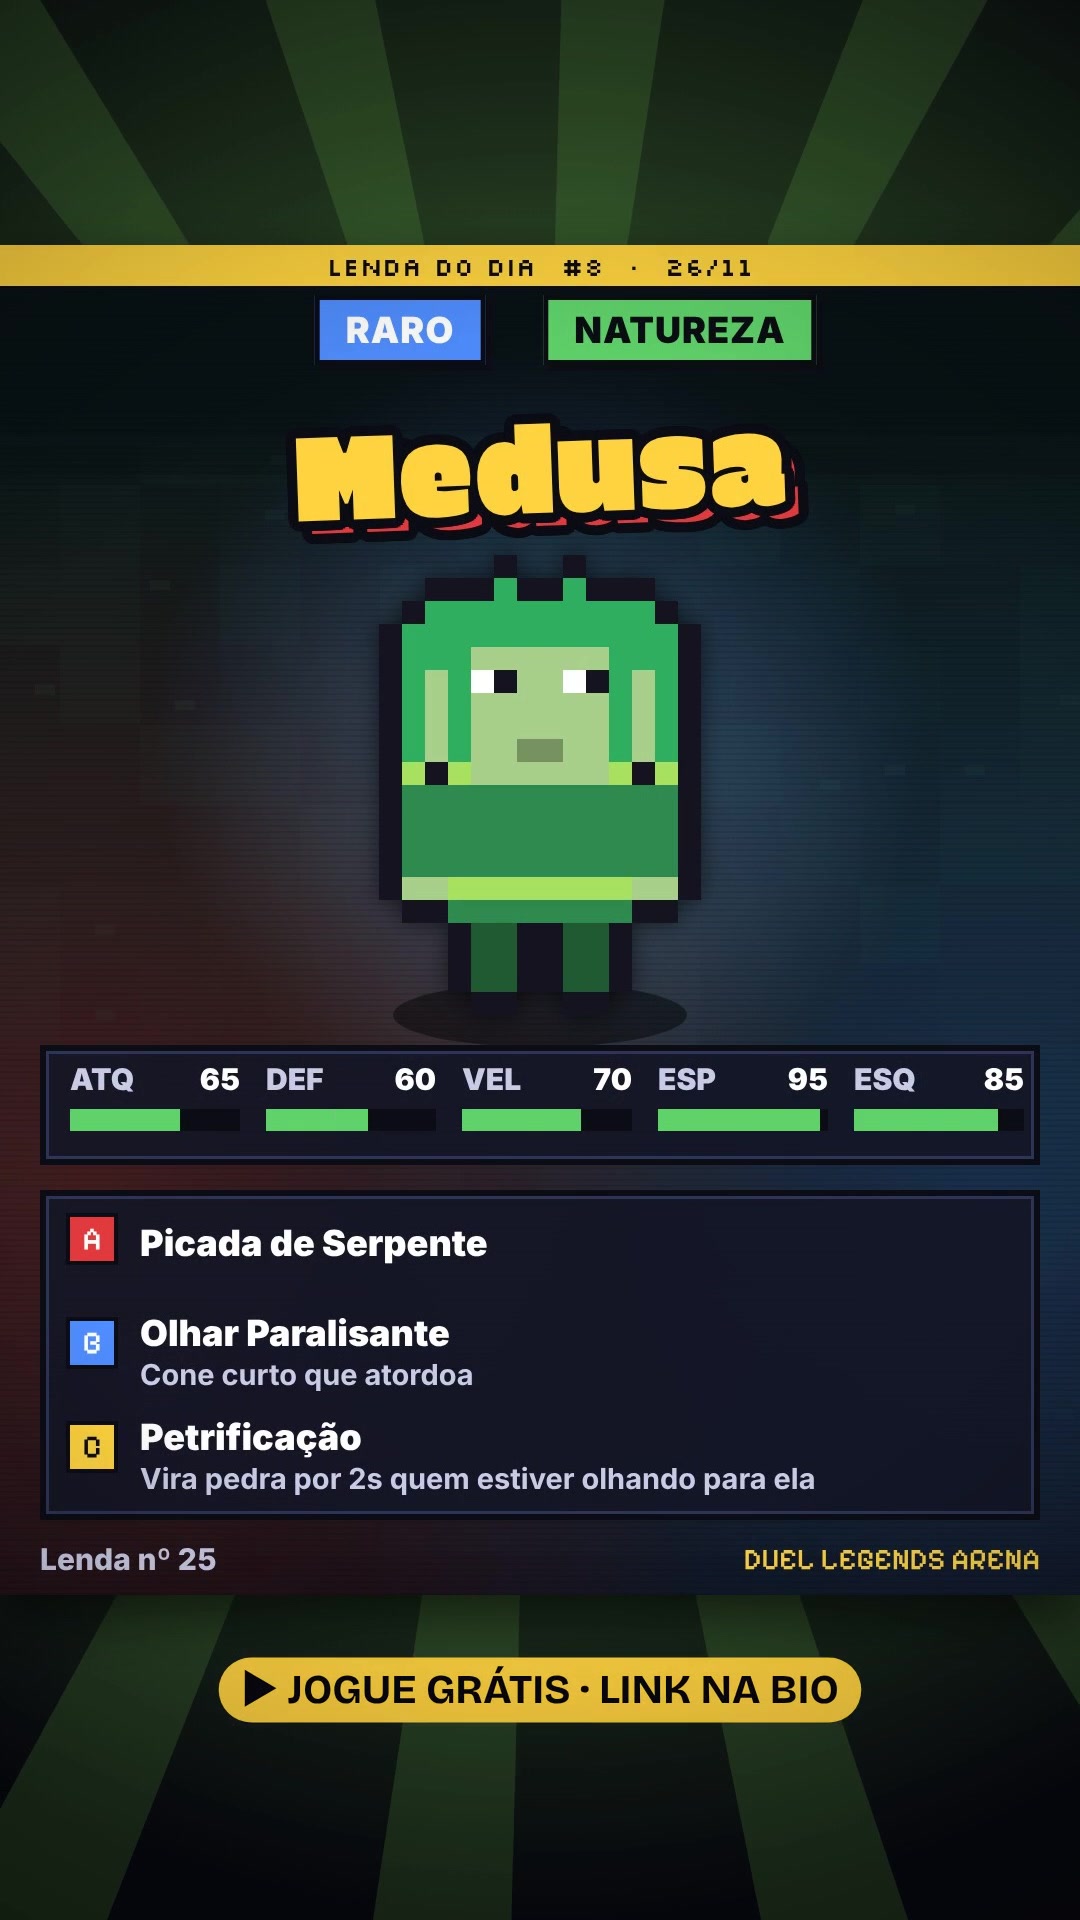 LENDA DO DIA #8 · 26/11
RARO NATUREZA
Medusa
ATQ 65 DEF 60 VEL 70 ESP 95 ESQ 85
A Picada de Serpente
B Olhar Paralisante
Cone curto que atordoa
C Petrificação
Vira pedra por 2s quem estiver olhando para ela
Lenda nº 25 DUEL LEGENDS ARENA
▶ JOGUE GRÁTIS · LINK NA BIO